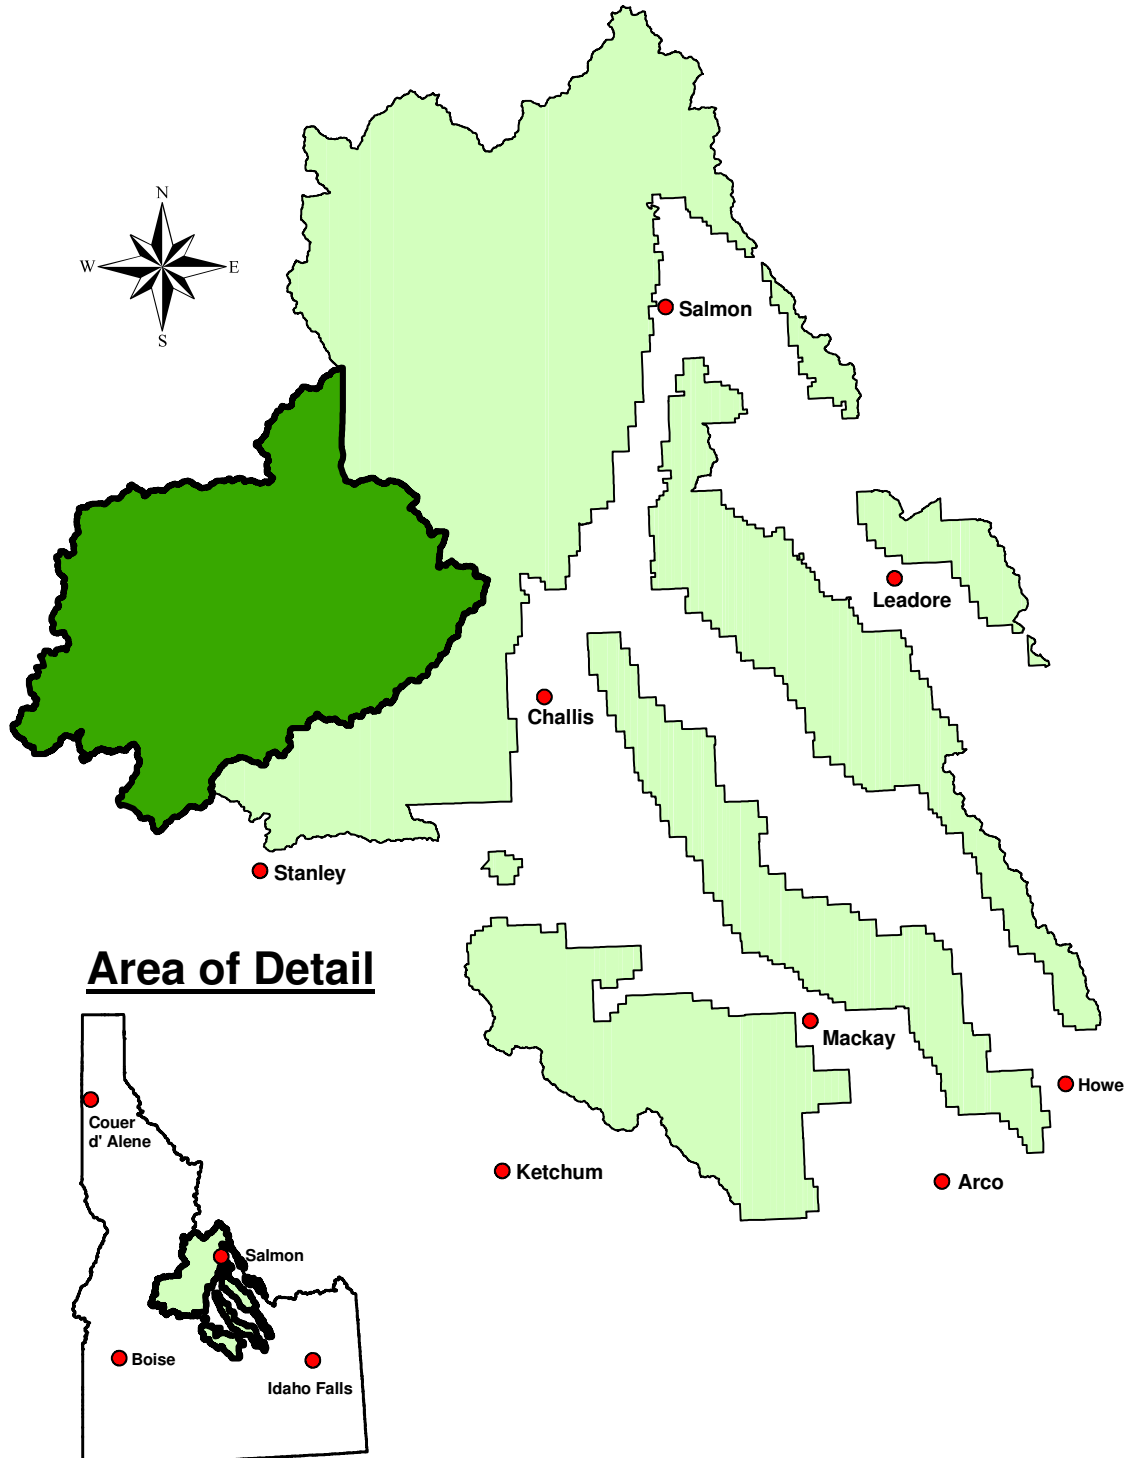 N
W
E
S
Salmon
Leadore
Challis
Stanley
Area of Detail
Mackay
Howe
Ketchum
Arco
Couer
d' Alene
Salmon
Boise
Idaho Falls